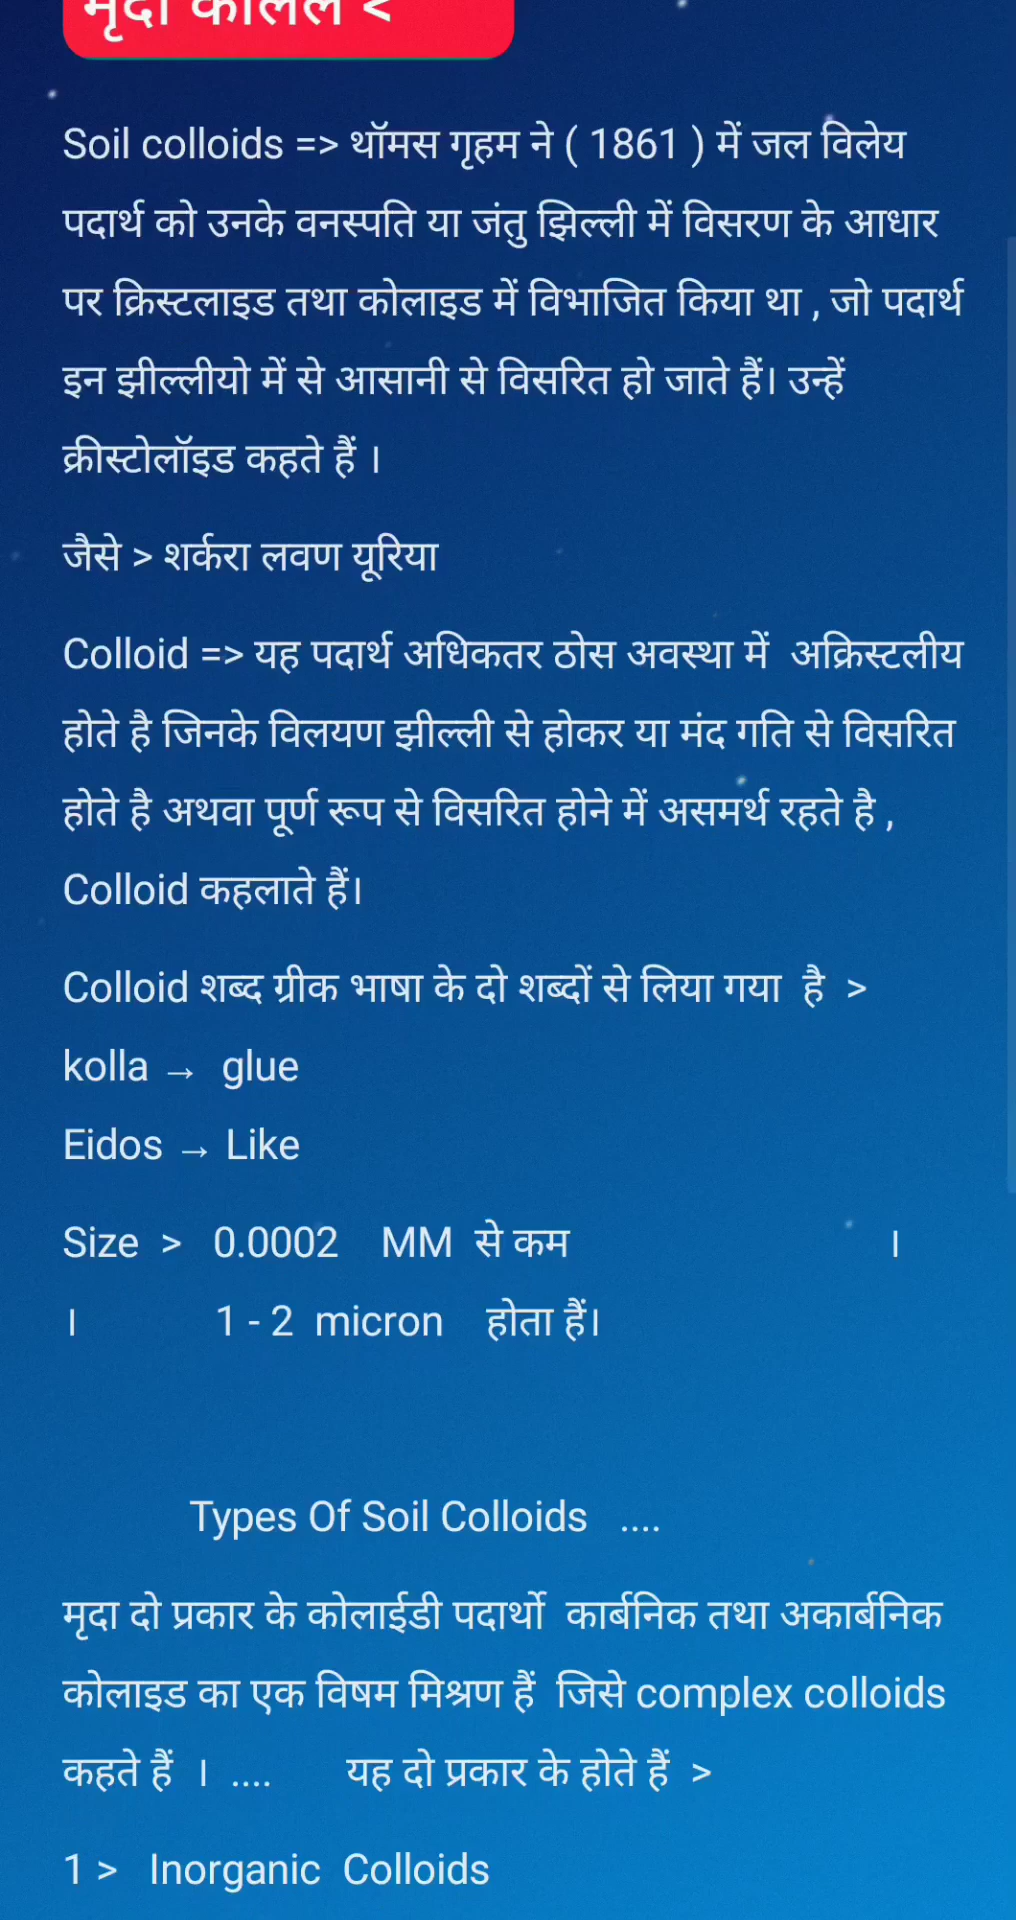 मृदा कोलिल <
Soil colloids => थॉमस गृहम ने ( 1861 ) में जल विलेय
पदार्थ को उनके वनस्पति या जंतु झिल्ली में विसरण के आधार
पर क्रिस्टलाइड तथा कोलाइड में विभाजित किया था , जो पदार्थ
इन झील्लीयो में से आसानी से विसरित हो जाते हैं। उन्हें
क्रीस्टोलॉइड कहते हैं ।
जैसे > शर्करा लवण यूरिया
Colloid => यह पदार्थ अधिकतर ठोस अवस्था में अक्रिस्टलीय
होते है जिनके विलयण झील्ली से होकर या मंद गति से विसरित
होते है अथवा पूर्ण रूप से विसरित होने में असमर्थ रहते है ,
Colloid कहलाते हैं।
Colloid शब्द ग्रीक भाषा के दो शब्दों से लिया गया है >
kolla → glue
Eidos → Like
Size > 0.0002 MM से कम ।
। 1 - 2 micron होता हैं।
Types Of Soil Colloids ....
मृदा दो प्रकार के कोलाईडी पदार्थो कार्बनिक तथा अकार्बनिक
कोलाइड का एक विषम मिश्रण हैं जिसे complex colloids
कहते हैं । .... यह दो प्रकार के होते हैं >
1 > Inorganic Colloids